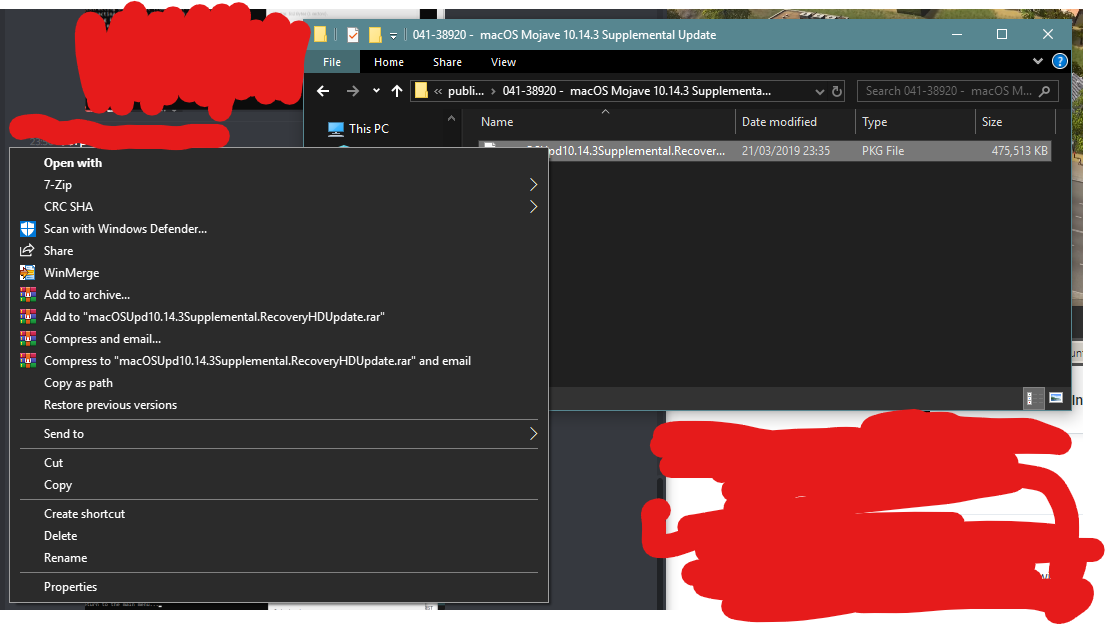 041-38920 - macOS Mojave 10.14.3 Supplemental Update
File Home Share View
« publi... › 041-38920 - macOS Mojave 10.14.3 Supplementa...
Search 041-38920 - macOS M...
This PC
Name Date modified Type Size
Upd10.14.3Supplemental.Recover... 21/03/2019 23:35 PKG File 475,513 KB
Open with
7-Zip
CRC SHA
Scan with Windows Defender...
Share
WinMerge
Add to archive...
Add to "macOSUpd10.14.3Supplemental.RecoveryHDUpdate.rar"
Compress and email...
Compress to "macOSUpd10.14.3Supplemental.RecoveryHDUpdate.rar" and email
Copy as path
Restore previous versions
Send to
Cut
Copy
Create shortcut
Delete
Rename
Properties